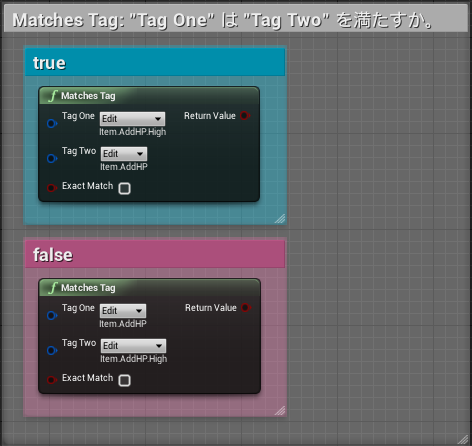 Matches Tag: "Tag One" は "Tag Two" を満たすか。
true
f Matches Tag
Tag One Edit Return Value
Item.AddHP.High
Tag Two Edit
Item.AddHP
Exact Match
false
f Matches Tag
Tag One Edit Return Value
Item.AddHP
Tag Two Edit
Item.AddHP.High
Exact Match